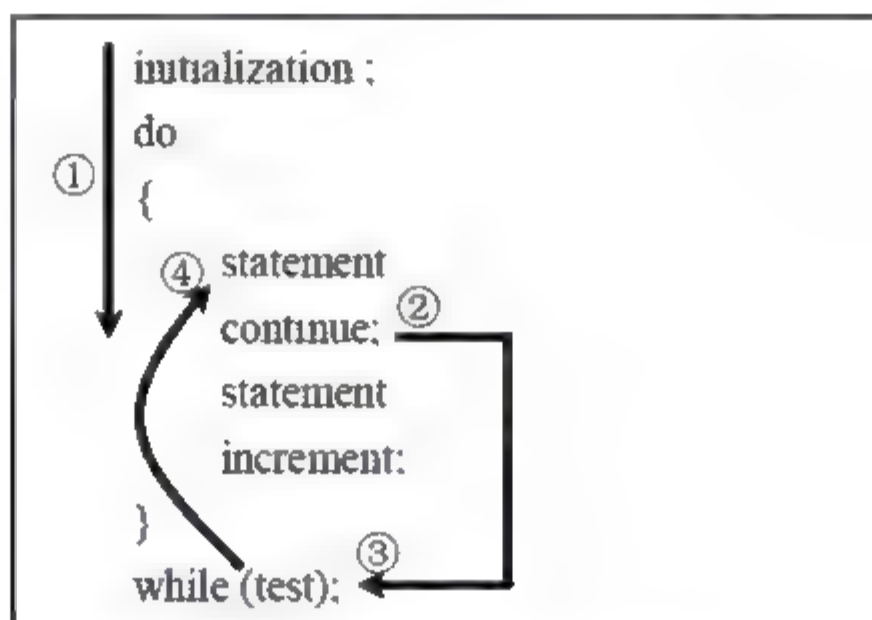 initialization ;
do
①
{
④ statement
continue; ②
statement
increment;
}
③
while (test);